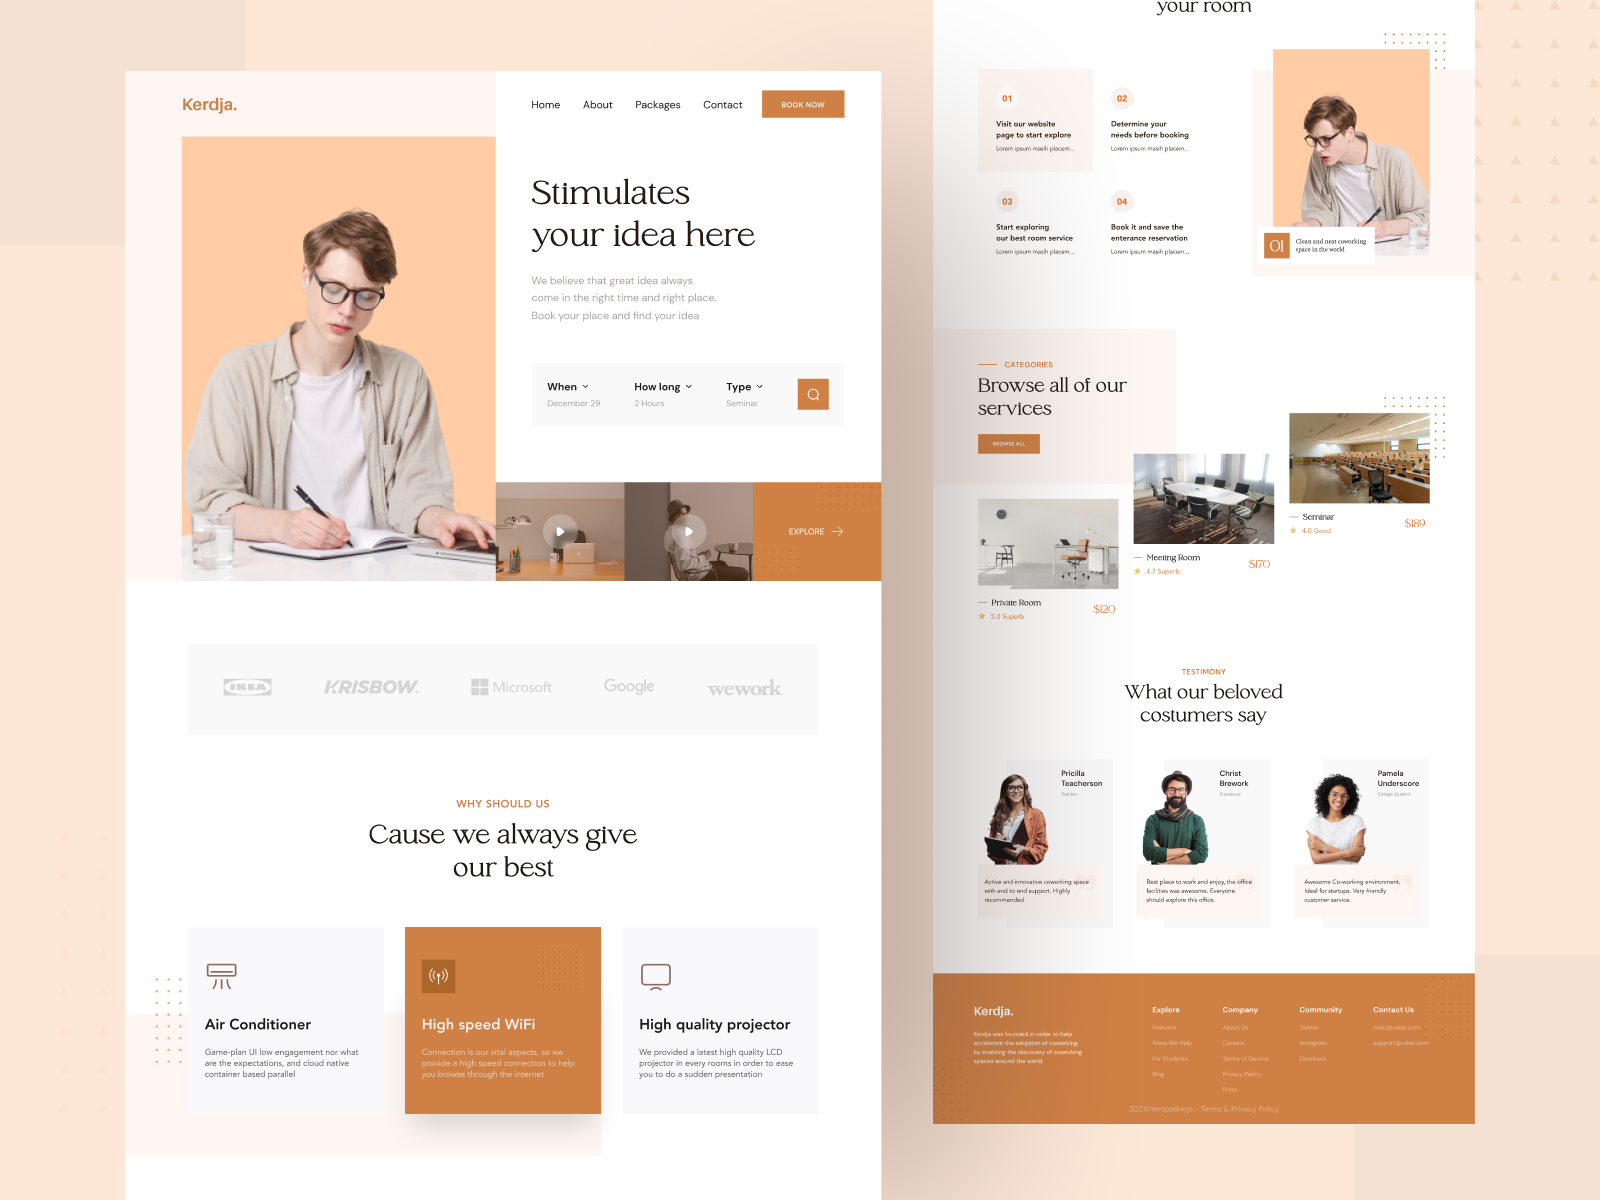 Kerdja.
Home
About
Packages
Contact
BOOK NOW
Stimulates
your idea here
We believe that great idea always
come in the right time and right place.
Book your place and find your idea
When
December 29
How long
2 Hours
Type
Seminar
EXPLORE
IKEA
KRISBOW.
Microsoft
Google
wework
WHY SHOULD US
Cause we always give
our best
Air Conditioner
Game-plan UI low engagement nor what
are the expectations, and cloud native
container based parallel
High speed WiFi
Connection is our vital aspects, so we
provide a high speed connection to help
you browse through the internet
High quality projector
We provided a latest high quality LCD
projector in every rooms in order to ease
you to do a sudden presentation
your room
01
Visit our website
page to start explore
Lorem ipsum masih placem...
02
Determine your
needs before booking
Lorem ipsum masih placem...
03
Start exploring
our best room service
Lorem ipsum masih placem...
04
Book it and save the
enterance reservation
Lorem ipsum masih placem...
01
Clean and neat coworking
space in the world
CATEGORIES
Browse all of our
services
BROWSE ALL
Private Room
5.0 Superb
$120
Meeting Room
4.7 Superb
$170
Seminar
4.0 Good
$189
TESTIMONY
What our beloved
costumers say
Pricilla
Teacherson
Teacher
Active and innovative coworking space
with end to end support. Highly
recommended
Christ
Brework
Freelancer
Best place to work and enjoy, the office
facilities was awesome. Everyone
should explore this office.
Pamela
Underscore
College Student
Awesome Co-working environment,
Ideal for startups. Very friendly
customer service.
Kerdja.
Kerdja was founded in order to help
accelerate the adoption of coworking
by enabling the discovery of coworking
spaces around the world
Explore
Features
Ways We Help
For Students
Blog
Company
About Us
Careers
Terms of Service
Privacy Policy
Press
Community
Twitter
Instagram
Facebook
Contact Us
hello@ruker.com
support@ruker.com
2021©tempatkerja - Terms & Privacy Policy